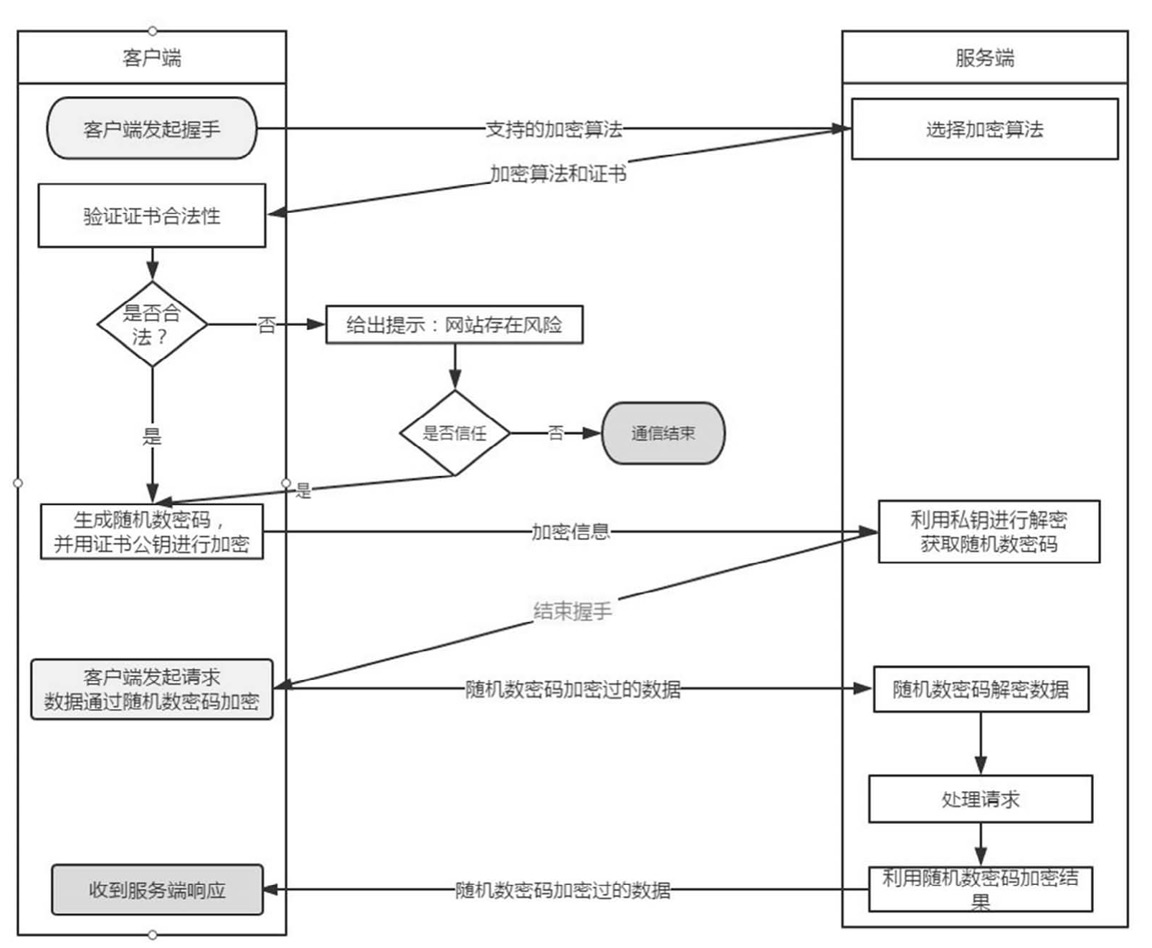 客户端
服务端
客户端发起握手
支持的加密算法
选择加密算法
加密算法和证书
验证证书合法性
是否合
法？
否
给出提示：网站存在风险
是
是否信任
否
通信结束
是
生成随机数密码，
并用证书公钥进行加密
加密信息
利用私钥进行解密
获取随机数密码
结束握手
客户端发起请求
数据通过随机数密码加密
随机数密码加密过的数据
随机数密码解密数据
处理请求
利用随机数密码加密结
果
随机数密码加密过的数据
收到服务端响应